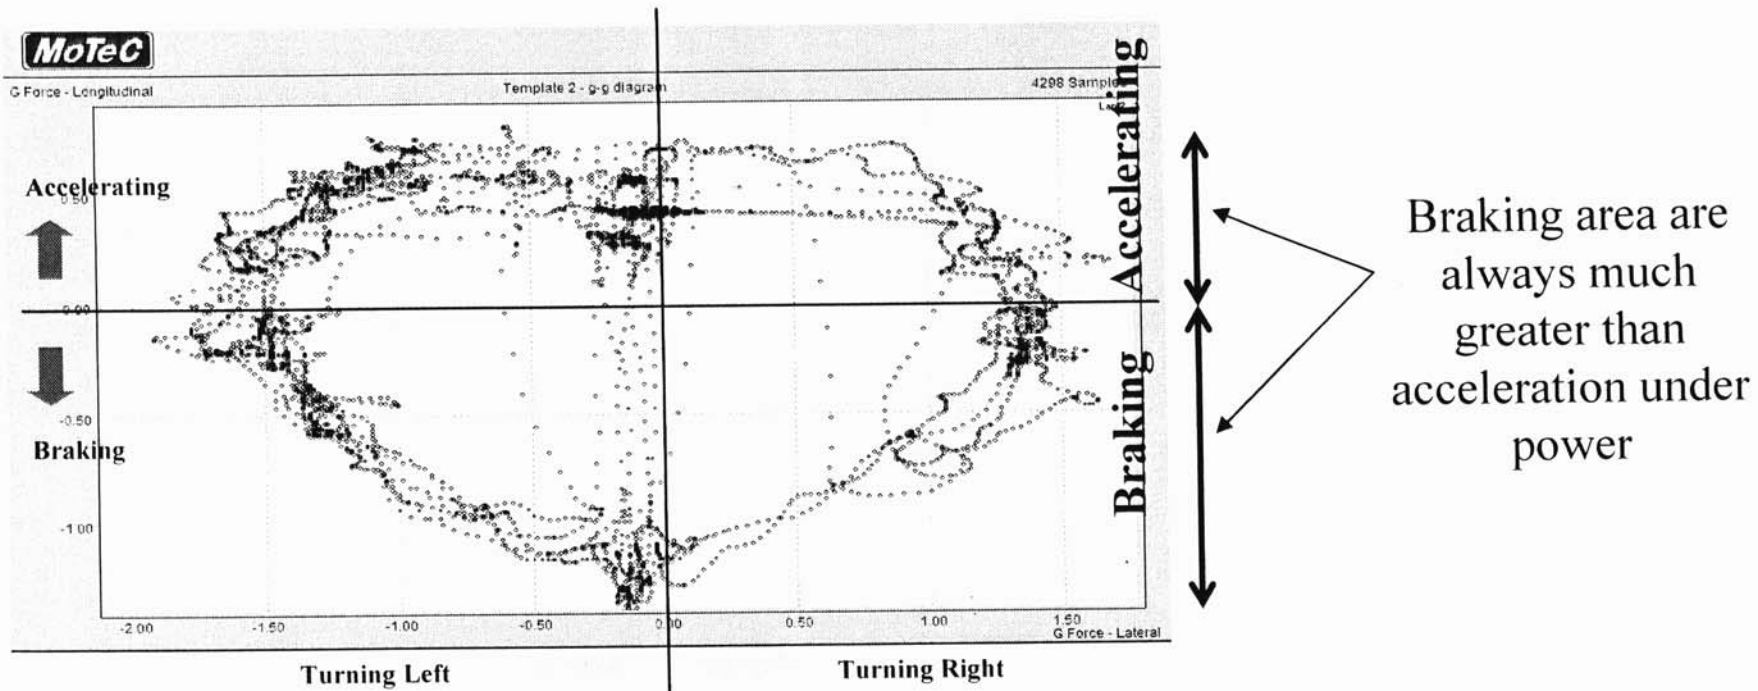 MoTeC
G Force - Longitudinal
Template 2 - g-g diagram
4298 Sample
Accelerating
0.50
0.00
-0.50
Braking
-1.00
-2.00 -1.50 -1.00 -0.50 0.00 0.50 1.00 1.50
G Force - Lateral
Turning Left
Turning Right
Accelerating
Braking
Braking area are
always much
greater than
acceleration under
power